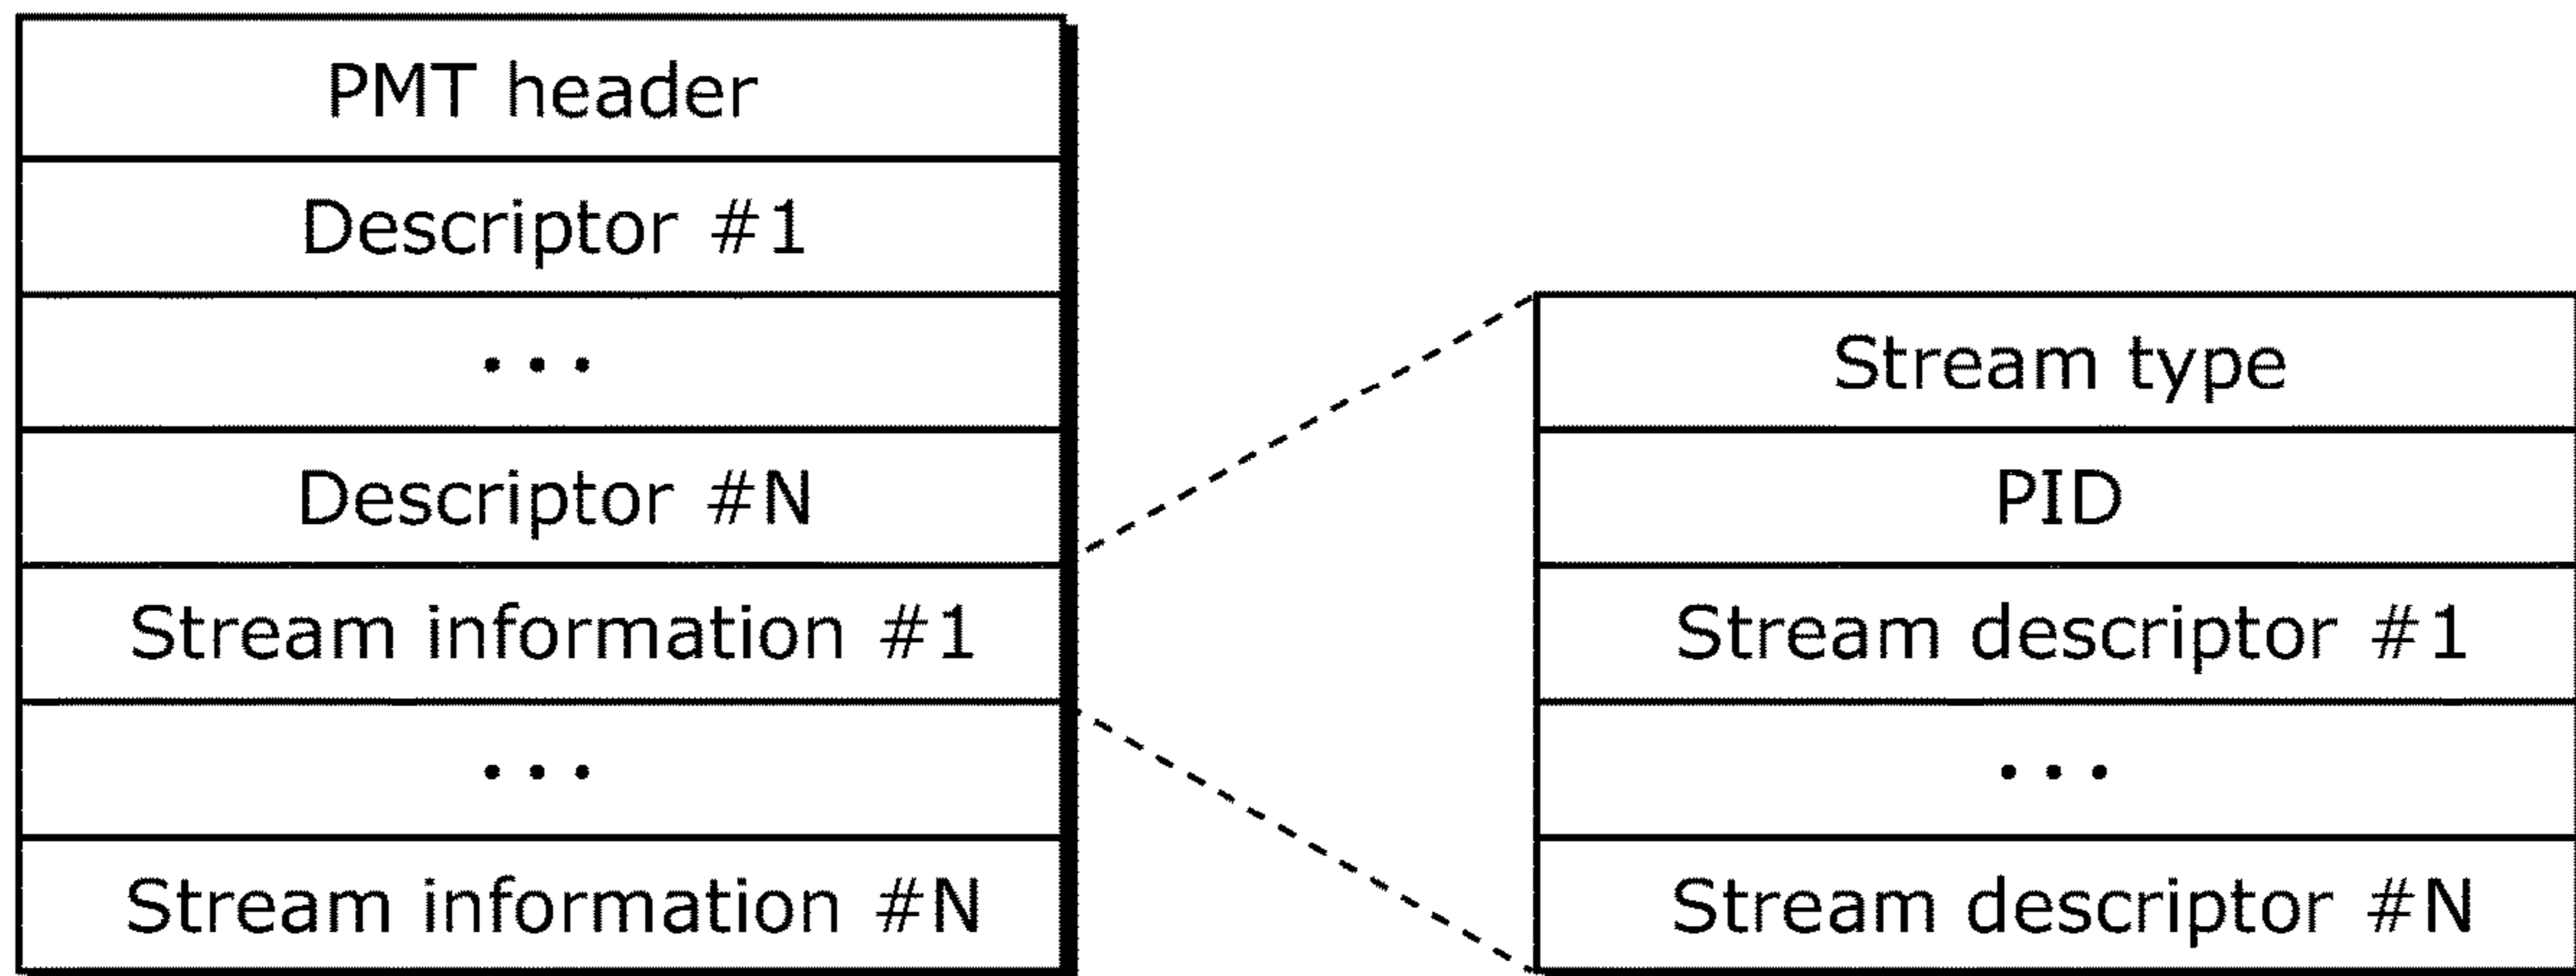 PMT header
Descriptor #1
...
Descriptor #N
Stream information #1
...
Stream information #N
Stream type
PID
Stream descriptor #1
...
Stream descriptor #N